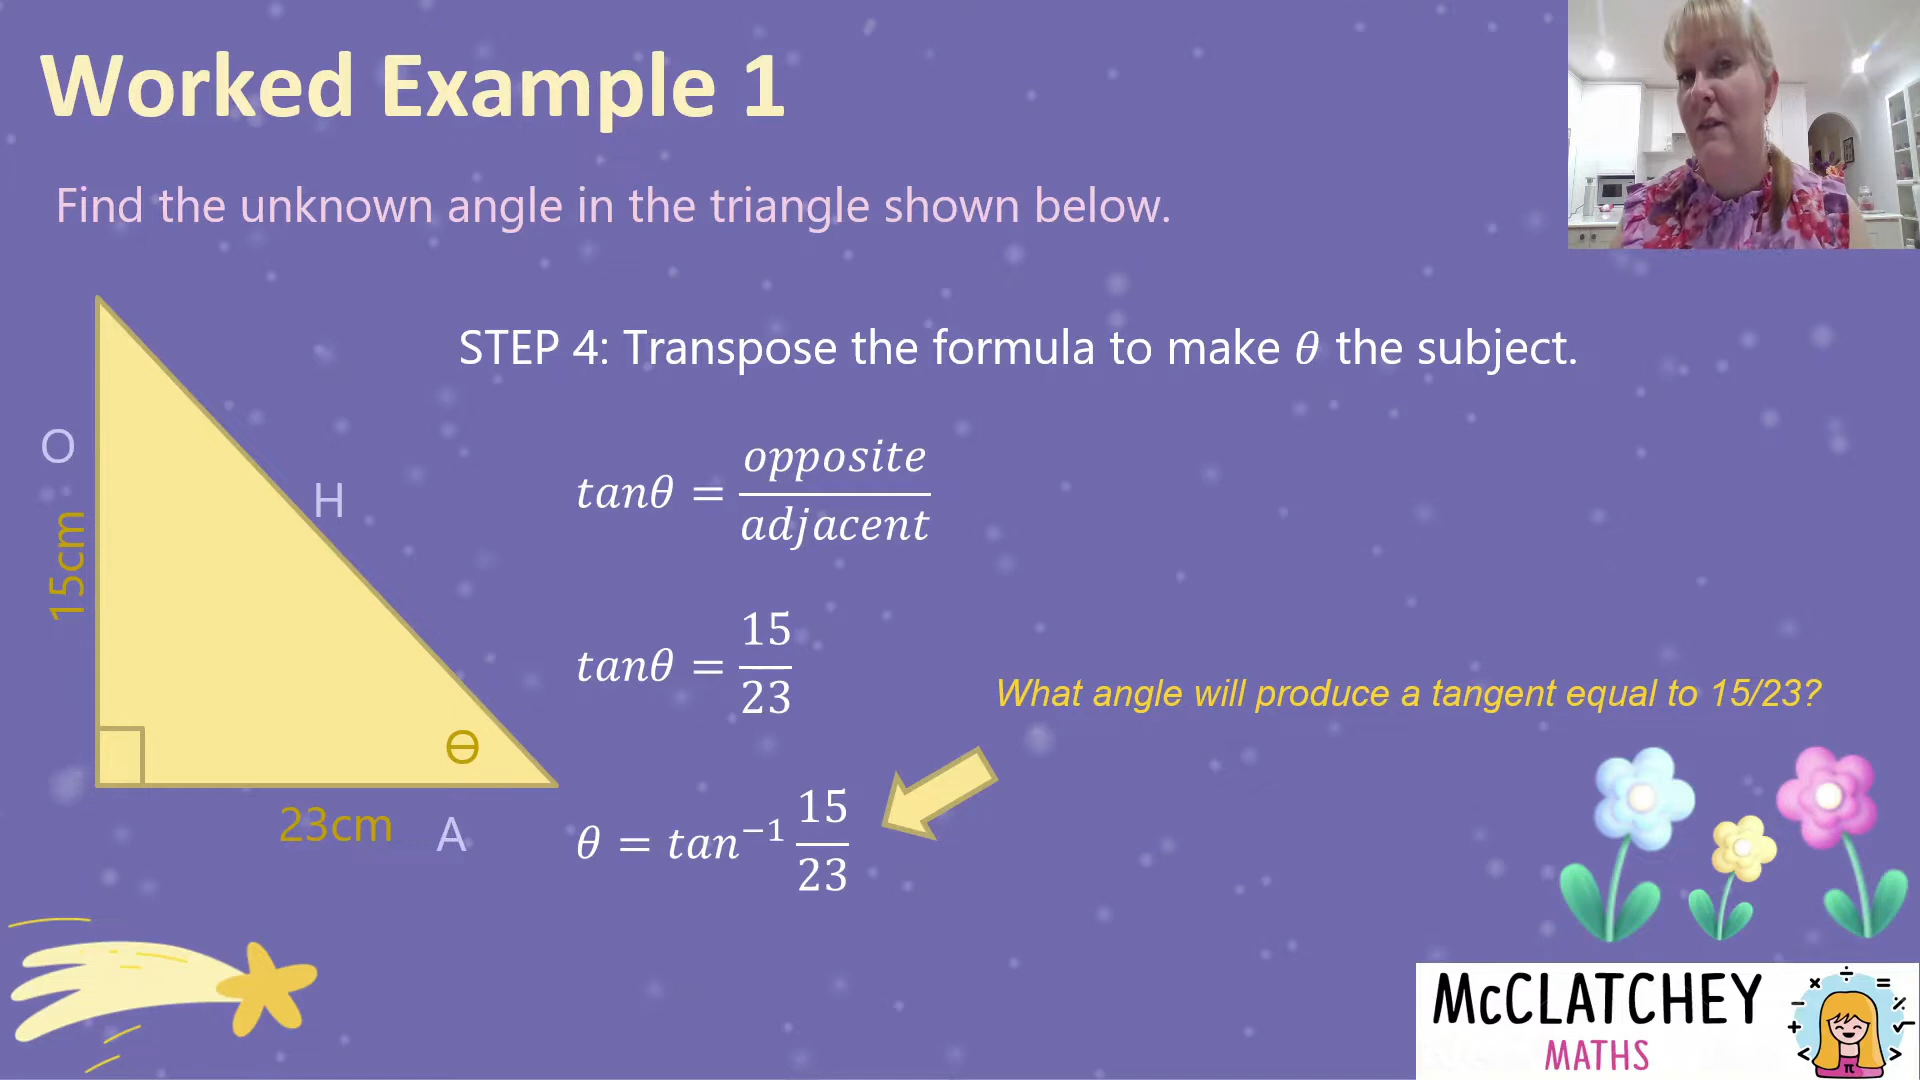 Worked Example 1
Find the unknown angle in the triangle shown below.
STEP 4: Transpose the formula to make θ the subject.
O
H
15cm
Ɵ
23cm
A
tanθ = opposite/adjacent
tanθ = 15/23
What angle will produce a tangent equal to 15/23?
θ = tan⁻¹ 15/23
McCLATCHEY
MATHS
× ÷ =
− %
+ √
< >
π